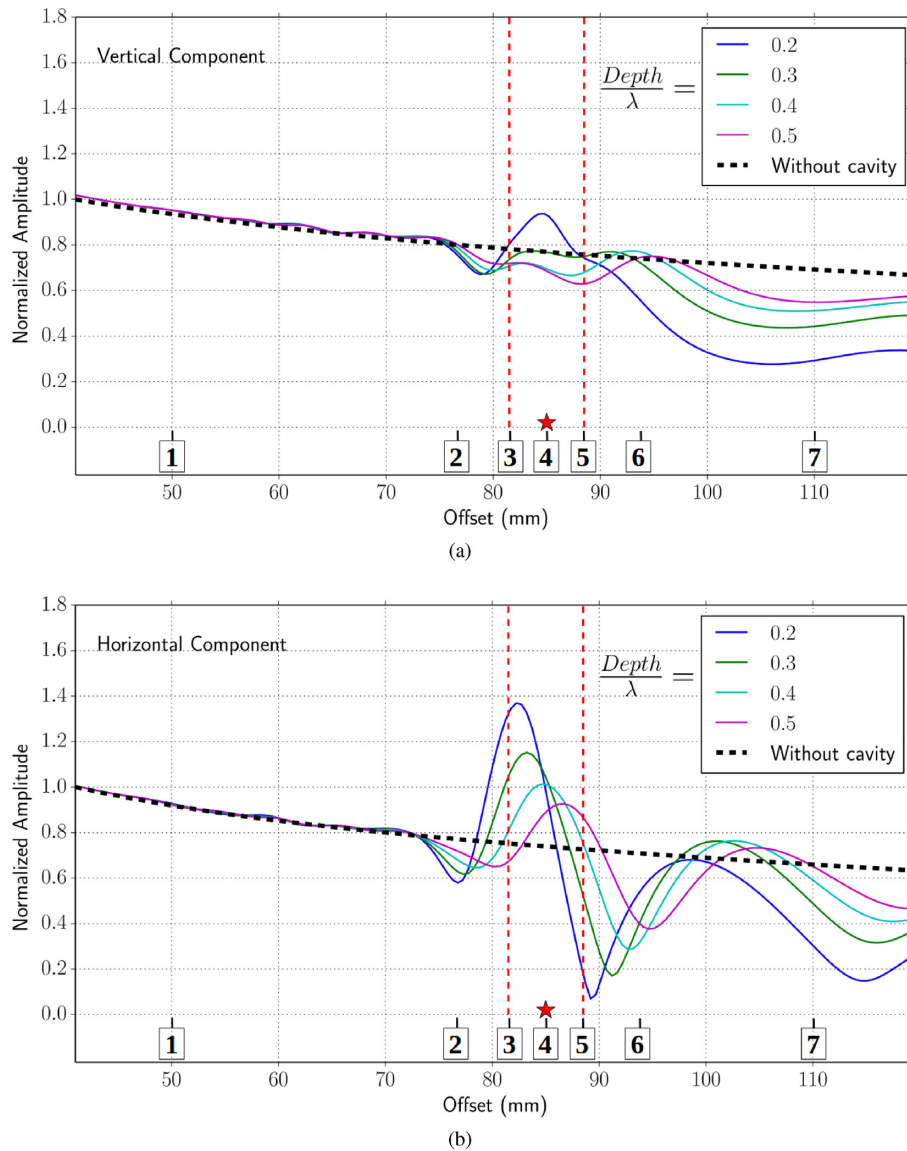 1.8
1.6
1.4
1.2
1.0
0.8
0.6
0.4
0.2
0.0
Normalized Amplitude
Vertical Component
Depth
λ
=
0.2
0.3
0.4
0.5
Without cavity
1 2 3 4 5 6 7
50 60 70 80 90 100 110
Offset (mm)
(a)
1.8
1.6
1.4
1.2
1.0
0.8
0.6
0.4
0.2
0.0
Normalized Amplitude
Horizontal Component
Depth
λ
=
0.2
0.3
0.4
0.5
Without cavity
1 2 3 4 5 6 7
50 60 70 80 90 100 110
Offset (mm)
(b)